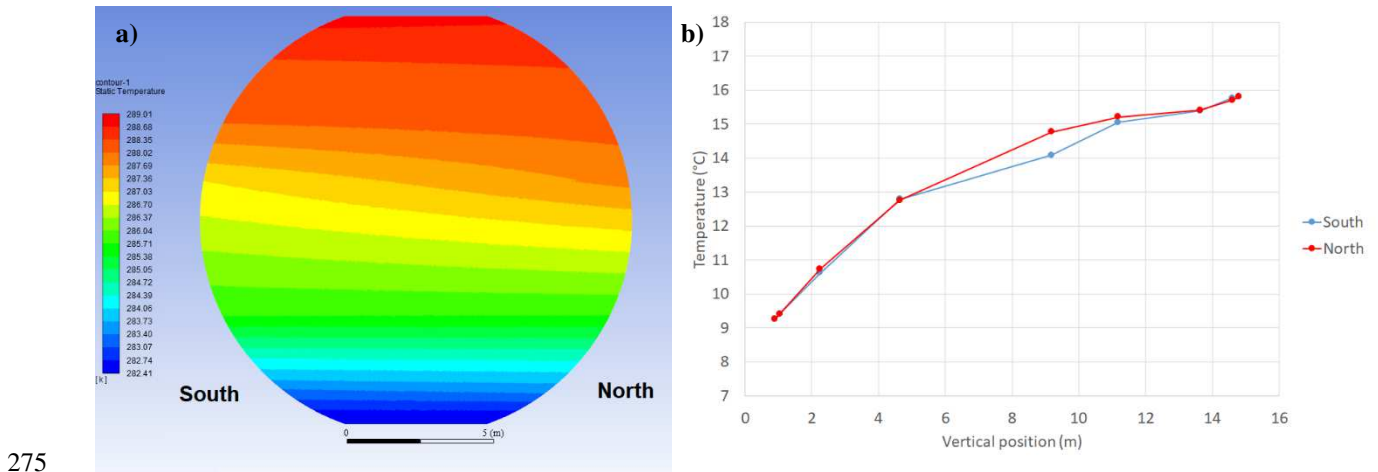 a)
contour-1
Static Temperature
289.01
288.68
288.35
288.02
287.69
287.36
287.03
286.70
286.37
286.04
285.71
285.38
285.05
284.72
284.39
284.06
283.73
283.40
283.07
282.74
282.41
[k]
South
North
0 5 (m)
b)
18
17
16
15
14
13
12
11
10
9
8
7
0 2 4 6 8 10 12 14 16
Temperature (°C)
Vertical position (m)
South
North
275